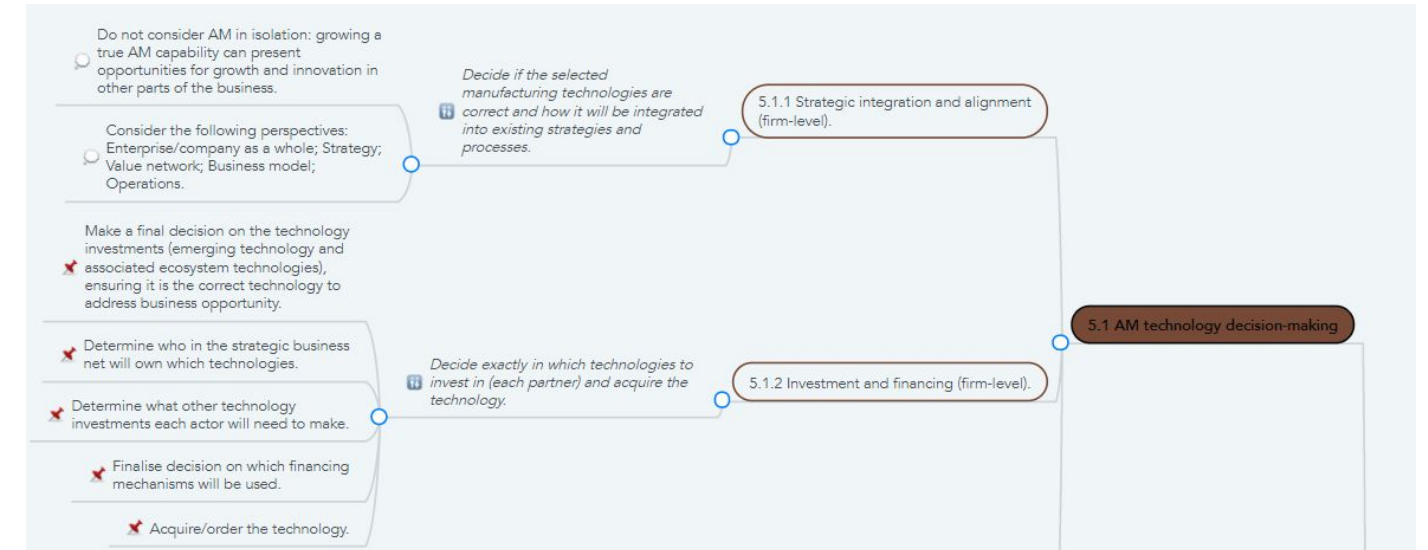 Do not consider AM in isolation: growing a
true AM capability can present
opportunities for growth and innovation in
other parts of the business.
Consider the following perspectives:
Enterprise/company as a whole; Strategy;
Value network; Business model;
Operations.
Decide if the selected
manufacturing technologies are
correct and how it will be integrated
into existing strategies and
processes.
5.1.1 Strategic integration and alignment
(firm-level).
Make a final decision on the technology
investments (emerging technology and
associated ecosystem technologies),
ensuring it is the correct technology to
address business opportunity.
Determine who in the strategic business
net will own which technologies.
Determine what other technology
investments each actor will need to make.
Finalise decision on which financing
mechanisms will be used.
Acquire/order the technology.
Decide exactly in which technologies to
invest in (each partner) and acquire the
technology.
5.1.2 Investment and financing (firm-level).
5.1 AM technology decision-making